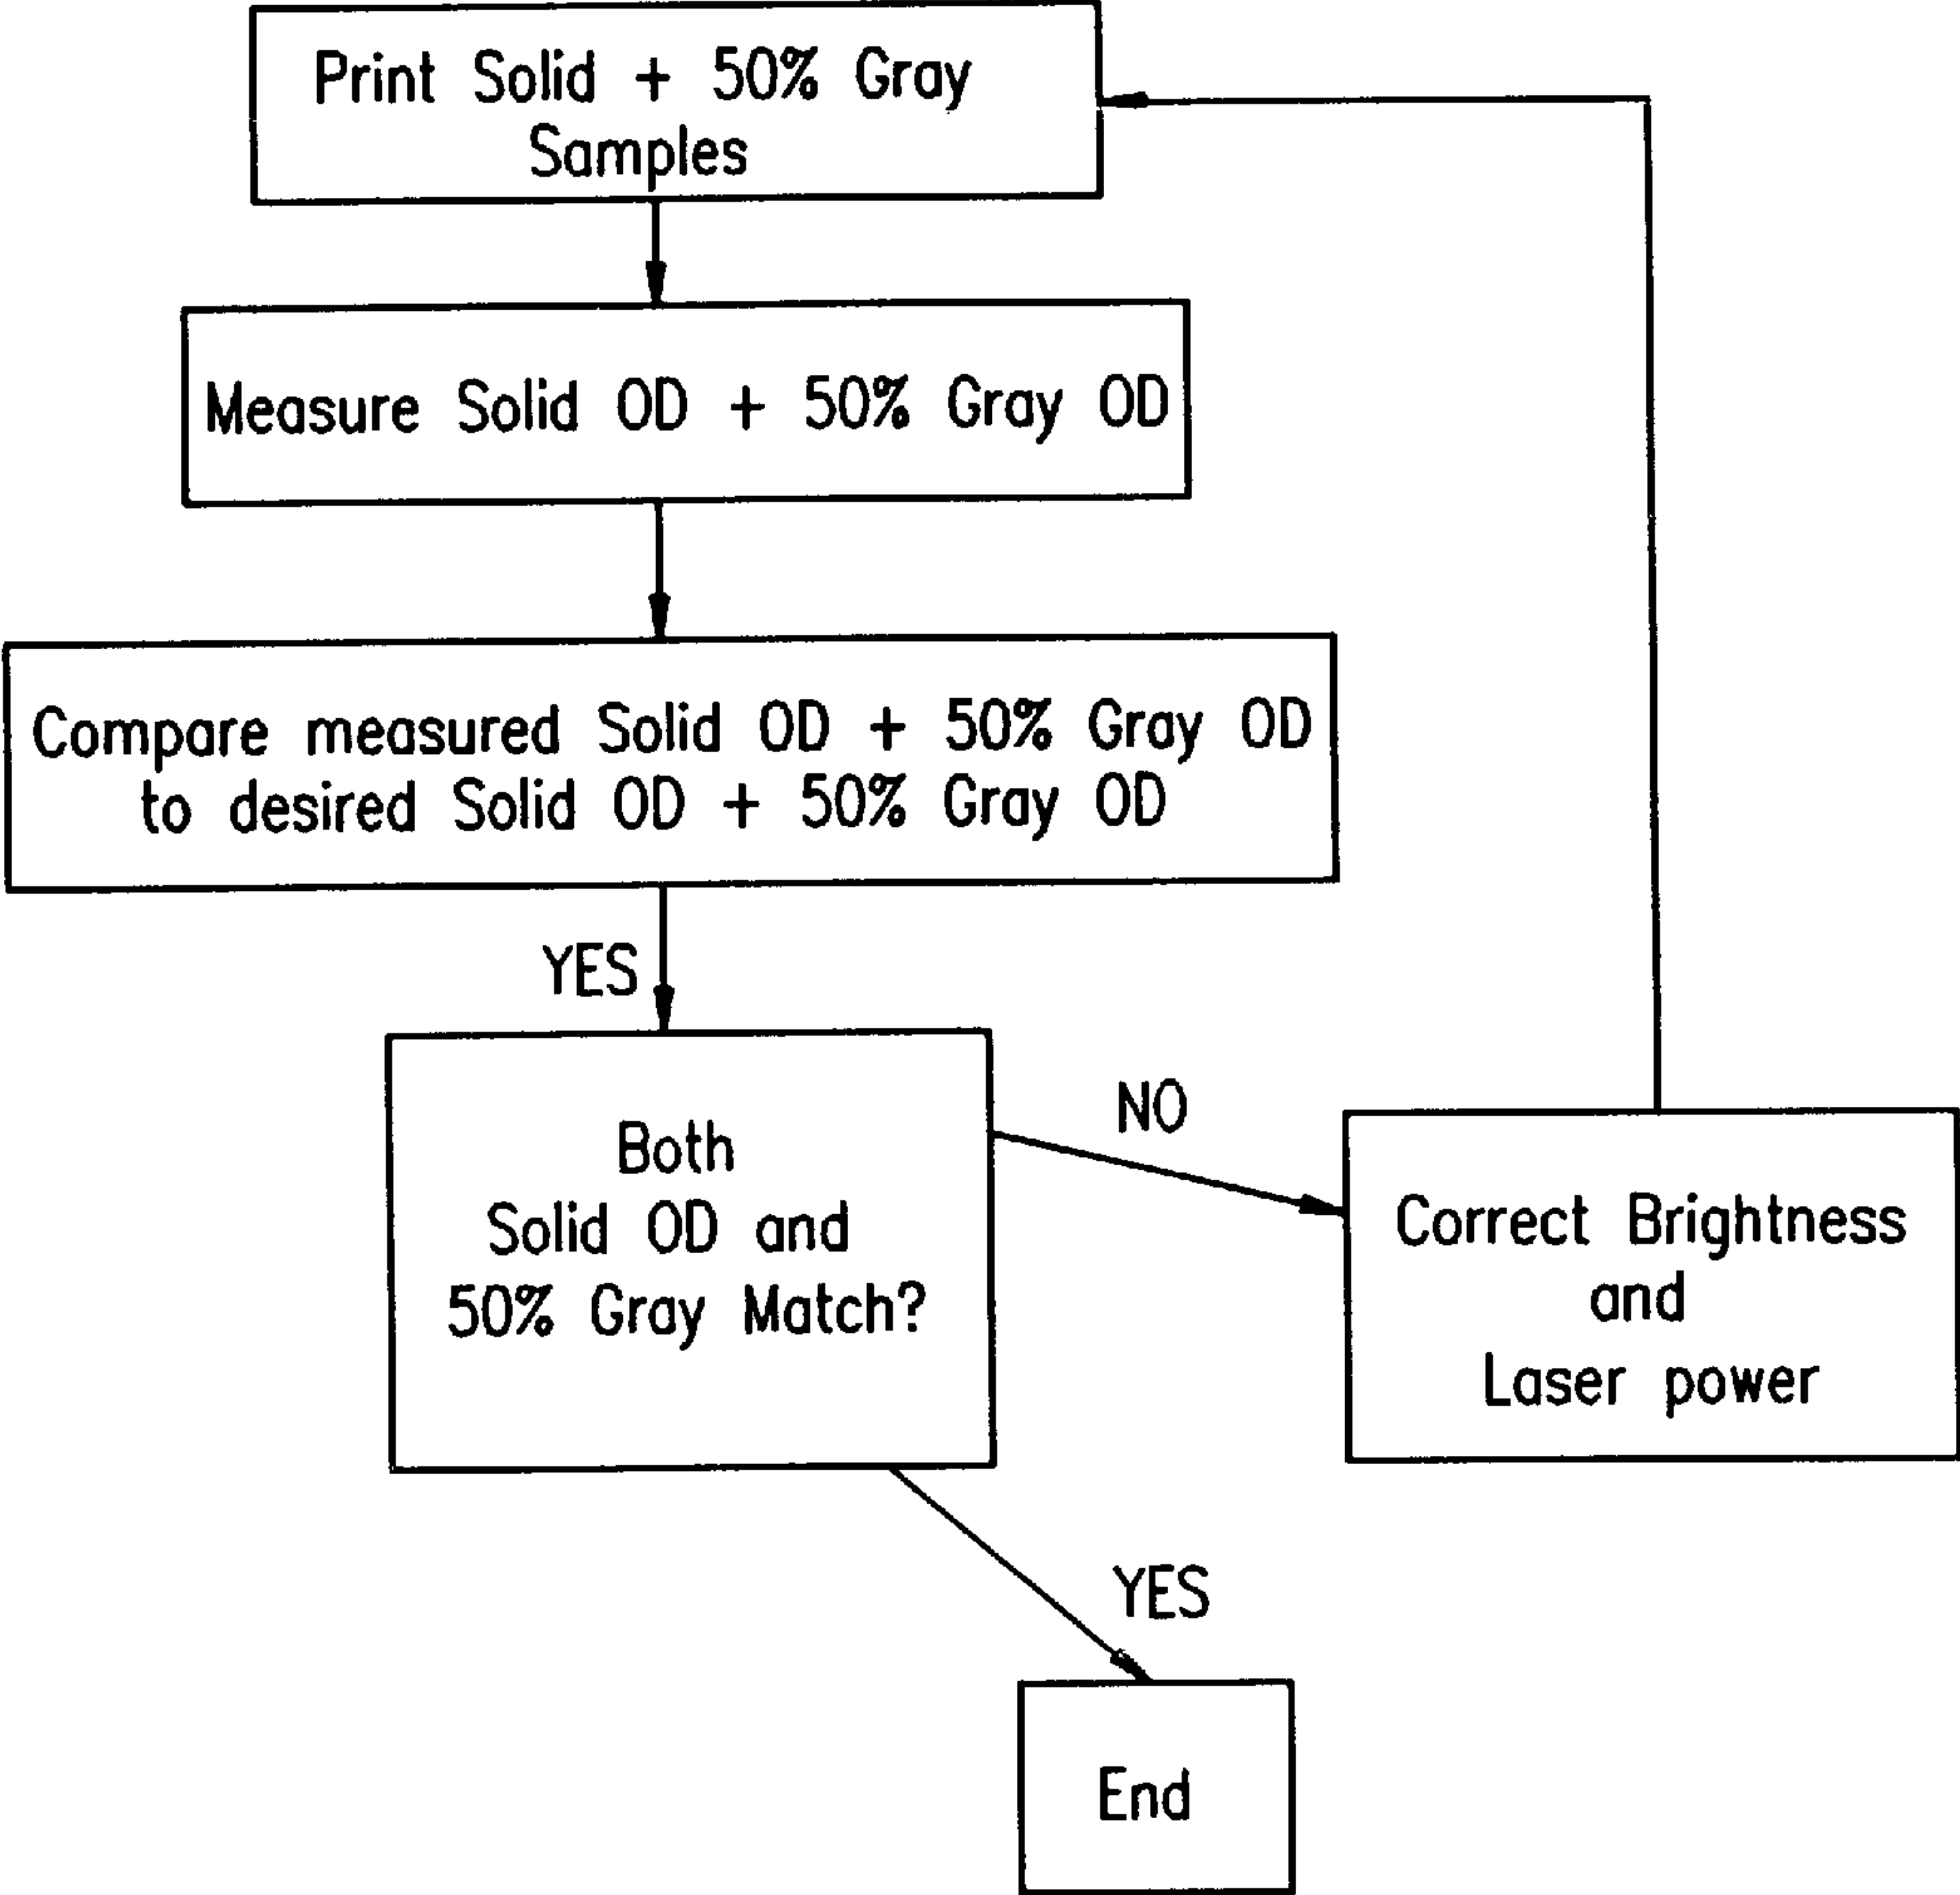 Print Solid + 50% Gray
Samples
Measure Solid OD + 50% Gray OD
Compare measured Solid OD + 50% Gray OD
to desired Solid OD + 50% Gray OD
YES
Both
Solid OD and
50% Gray Match?
NO
Correct Brightness
and
Laser power
YES
End